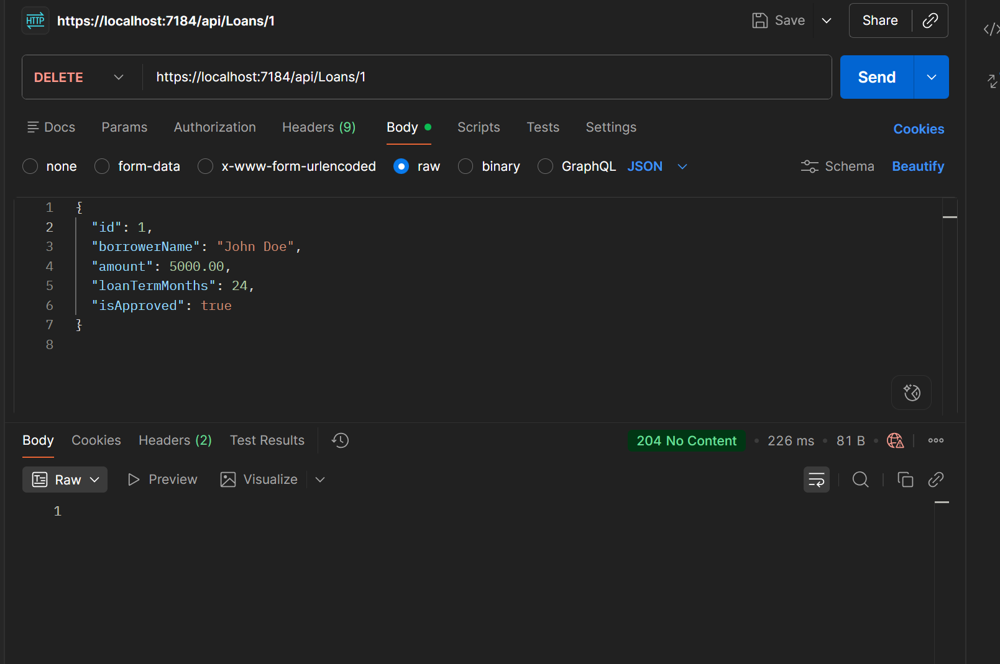 HTTP https://localhost:7184/api/Loans/1 Save Share
DELETE https://localhost:7184/api/Loans/1 Send
Docs Params Authorization Headers (9) Body Scripts Tests Settings Cookies
none form-data x-www-form-urlencoded raw binary GraphQL JSON Schema Beautify
1 {
2 "id": 1,
3 "borrowerName": "John Doe",
4 "amount": 5000.00,
5 "loanTermMonths": 24,
6 "isApproved": true
7 }
8
Body Cookies Headers (2) Test Results 204 No Content • 226 ms • 81 B •
Raw Preview Visualize
1